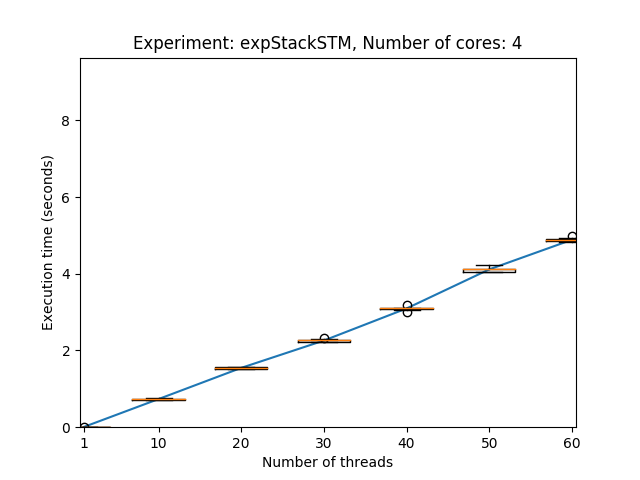 Experiment: expStackSTM, Number of cores: 4
Execution time (seconds)
8
6
4
2
0
1 10 20 30 40 50 60
Number of threads